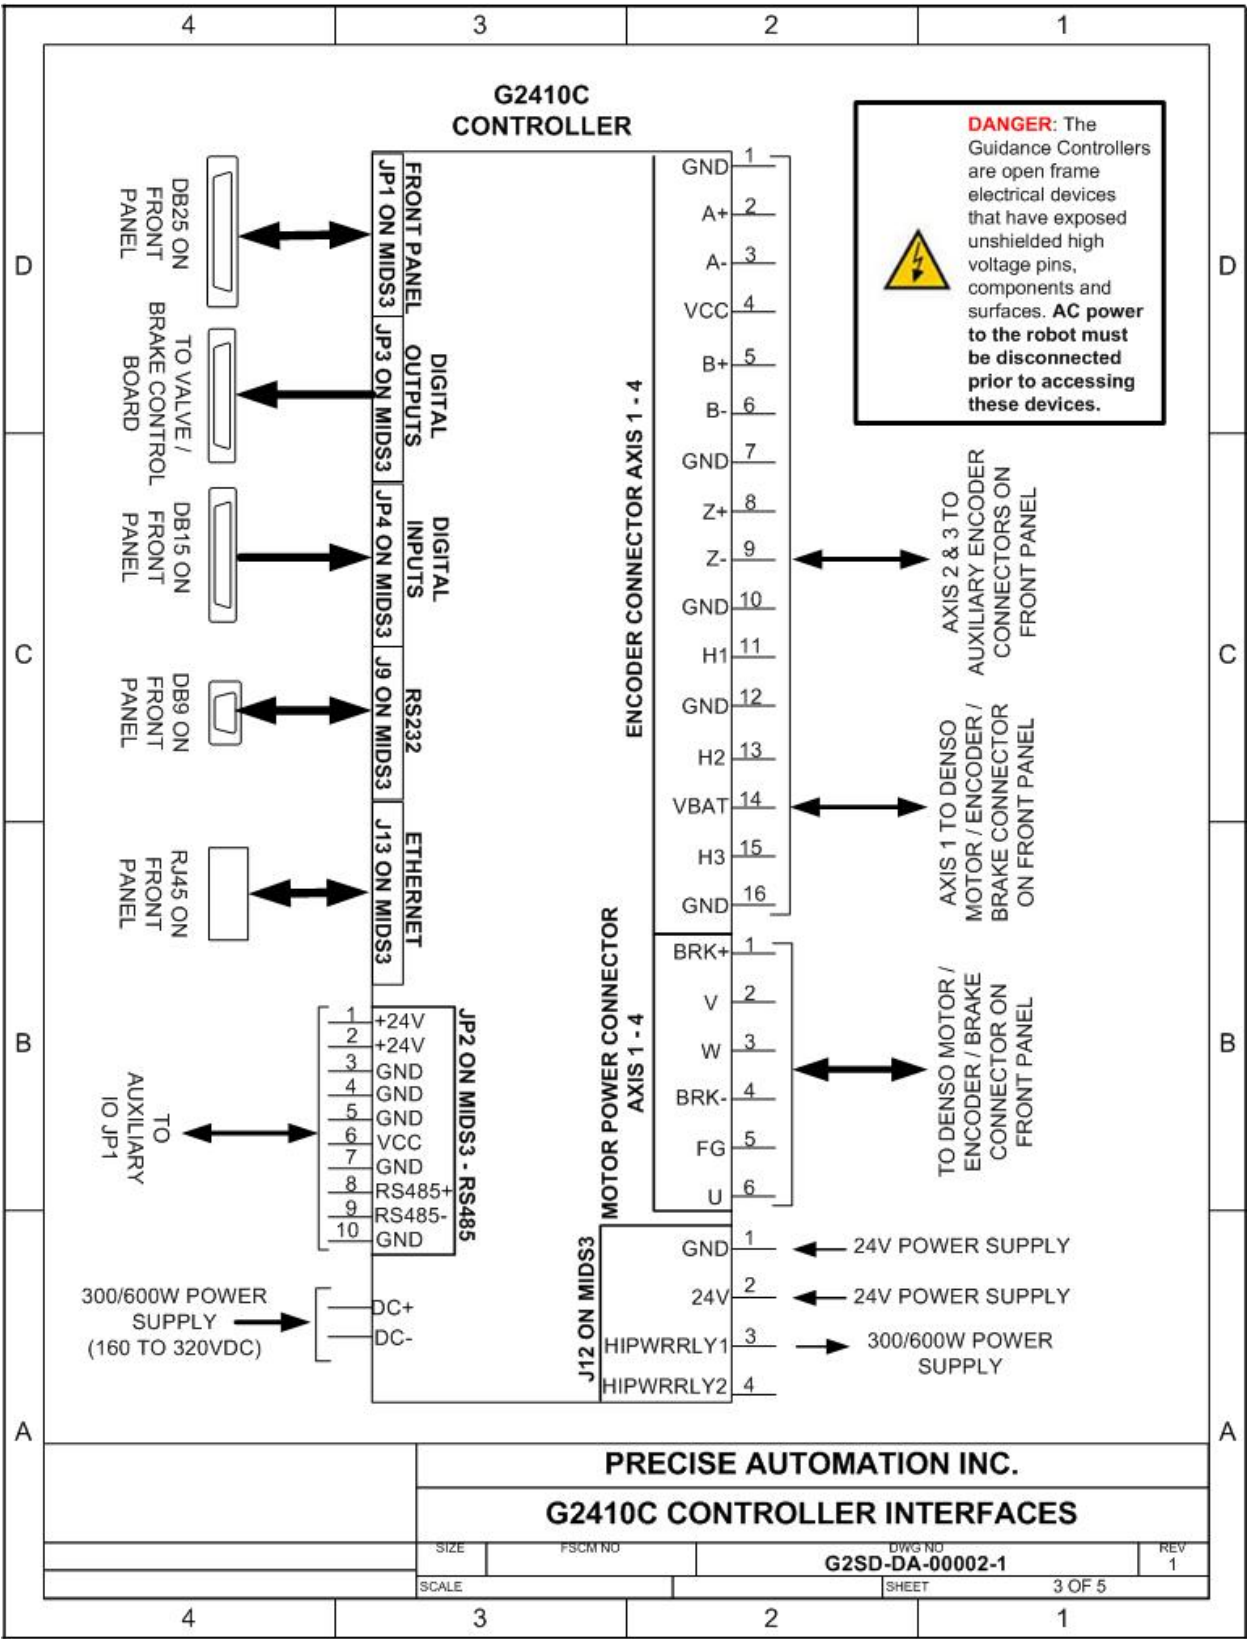 4 3 2 1
G2410C
CONTROLLER
DANGER: The
Guidance Controllers
are open frame
electrical devices
that have exposed
unshielded high
voltage pins,
components and
surfaces. AC power
to the robot must
be disconnected
prior to accessing
these devices.
D
D
C
C
B
B
A
A
DB25 ON
FRONT
PANEL
JP1 ON MIDS3
FRONT PANEL
TO VALVE /
BRAKE CONTROL
BOARD
JP3 ON MIDS3
DIGITAL
OUTPUTS
DB15 ON
FRONT
PANEL
JP4 ON MIDS3
DIGITAL
INPUTS
DB9 ON
FRONT
PANEL
J9 ON MIDS3
RS232
RJ45 ON
FRONT
PANEL
J13 ON MIDS3
ETHERNET
TO
AUXILIARY
IO JP1
1 +24V
2 +24V
3 GND
4 GND
5 GND
6 VCC
7 GND
8 RS485+
9 RS485-
10 GND
JP2 ON MIDS3 - RS485
300/600W POWER
SUPPLY
(160 TO 320VDC)
DC+
DC-
ENCODER CONNECTOR AXIS 1 - 4
GND 1
A+ 2
A- 3
VCC 4
B+ 5
B- 6
GND 7
Z+ 8
Z- 9
GND 10
H1 11
GND 12
H2 13
VBAT 14
H3 15
GND 16
AXIS 2 & 3 TO
AUXILIARY ENCODER
CONNECTORS ON
FRONT PANEL
AXIS 1 TO DENSO
MOTOR / ENCODER /
BRAKE CONNECTOR
ON FRONT PANEL
MOTOR POWER CONNECTOR
AXIS 1 - 4
BRK+ 1
V 2
W 3
BRK- 4
FG 5
U 6
TO DENSO MOTOR /
ENCODER / BRAKE
CONNECTOR ON
FRONT PANEL
J12 ON MIDS3
GND 1 24V POWER SUPPLY
24V 2 24V POWER SUPPLY
HIPWRRLY1 3 300/600W POWER
SUPPLY
HIPWRRLY2 4
PRECISE AUTOMATION INC.
G2410C CONTROLLER INTERFACES
SIZE FSCM NO DWG NO REV
G2SD-DA-00002-1 1
SCALE SHEET 3 OF 5
4 3 2 1